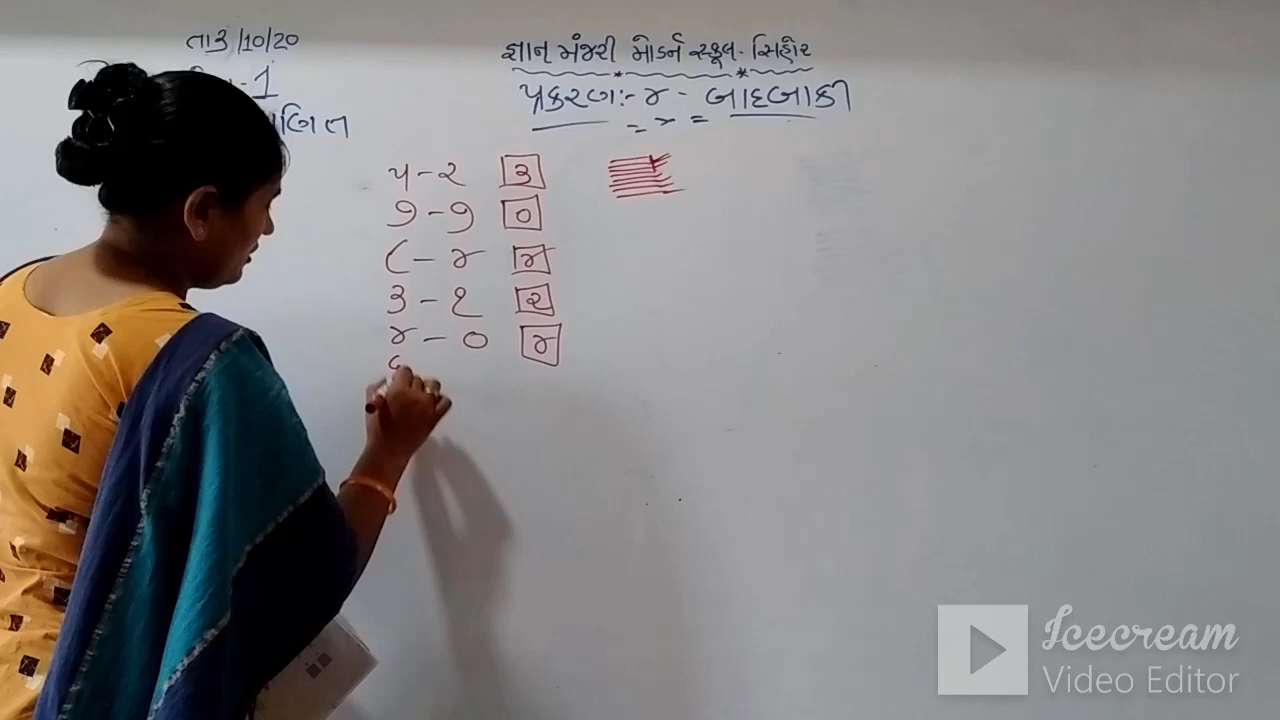 તા૩/10/20
જ્ઞાન મંજરી મોડર્ન સ્કૂલ - સિહોર
- 1
પ્રકરણ:- ૪ - બાદબાકી
ણિત
૫ - ૨ ૩
૭ - ૭ ૦
૮ - ૪ ૪
૩ - ૧ ૨
૪ - ૦ ૪
Icecream
Video Editor